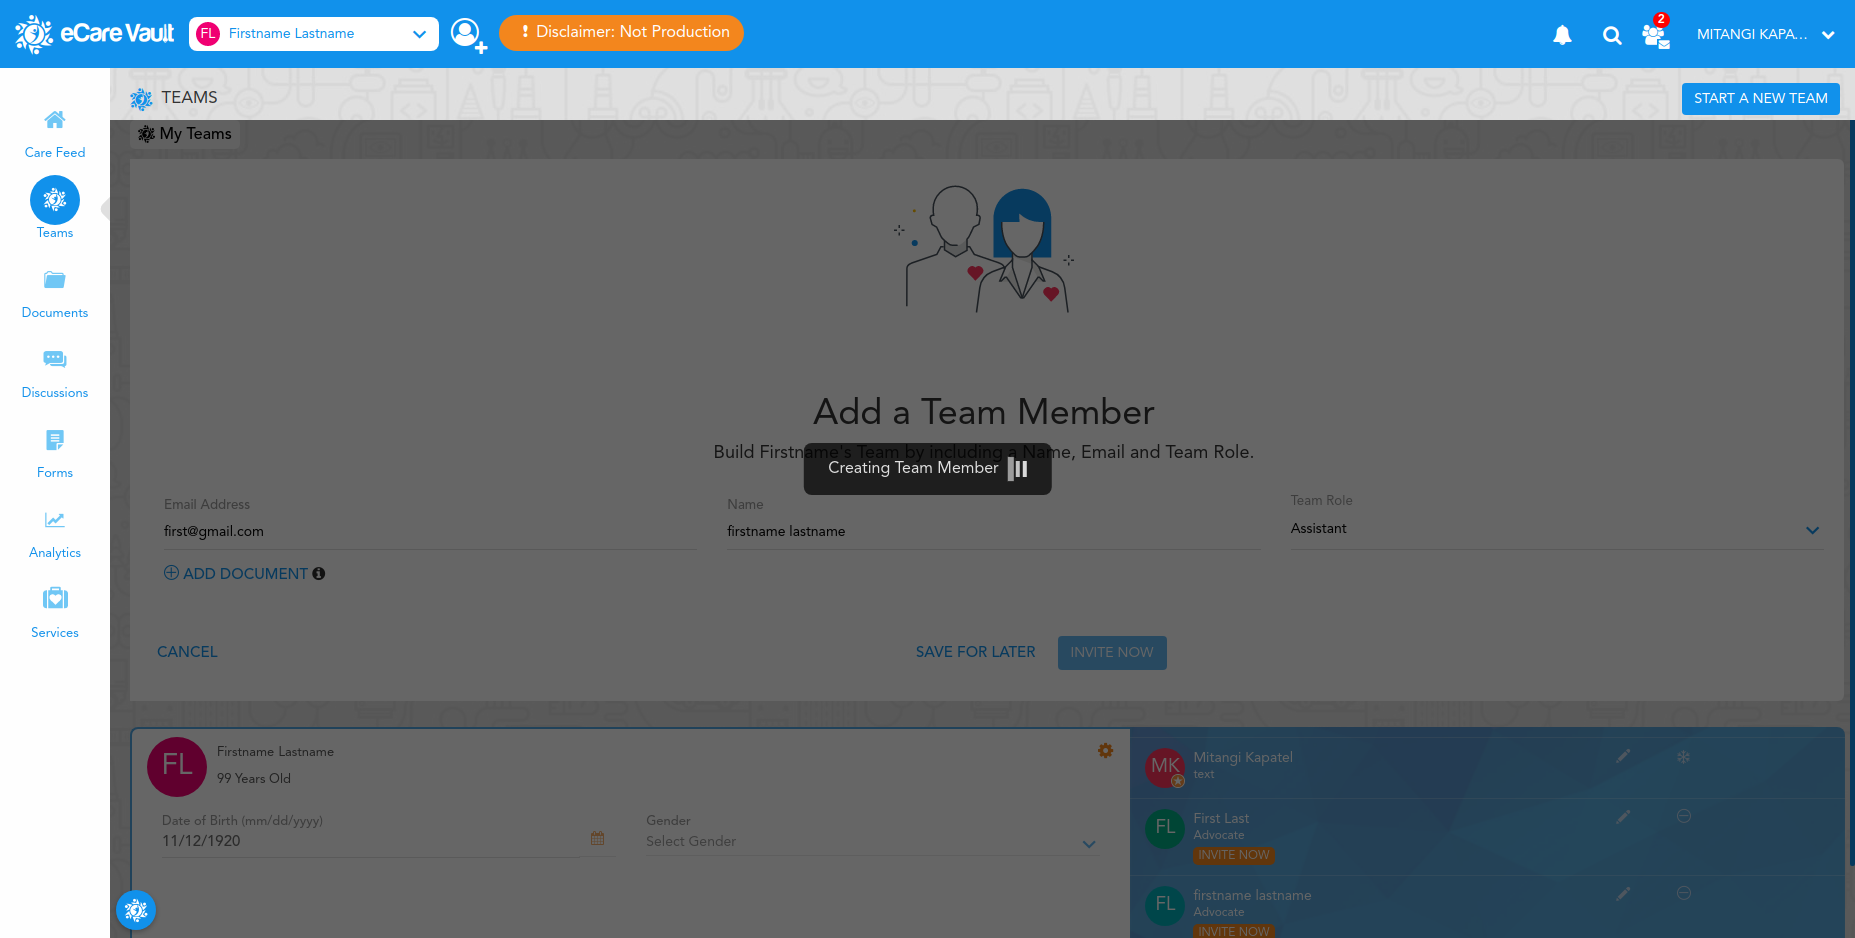 eCare Vault
FL Firstname Lastname
! Disclaimer: Not Production
2
MITANGI KAPA...
TEAMS
START A NEW TEAM
My Teams
Care Feed
Teams
Documents
Discussions
Forms
Analytics
Services
Add a Team Member
Build Firstname's Team by including a Name, Email and Team Role.
Creating Team Member
Email Address
first@gmail.com
Name
firstname lastname
Team Role
Assistant
ADD DOCUMENT
CANCEL
SAVE FOR LATER
INVITE NOW
FL
Firstname Lastname
99 Years Old
Date of Birth (mm/dd/yyyy)
11/12/1920
Gender
Select Gender
MK
Mitangi Kapatel
text
FL
First Last
Advocate
INVITE NOW
FL
firstname lastname
Advocate
INVITE NOW